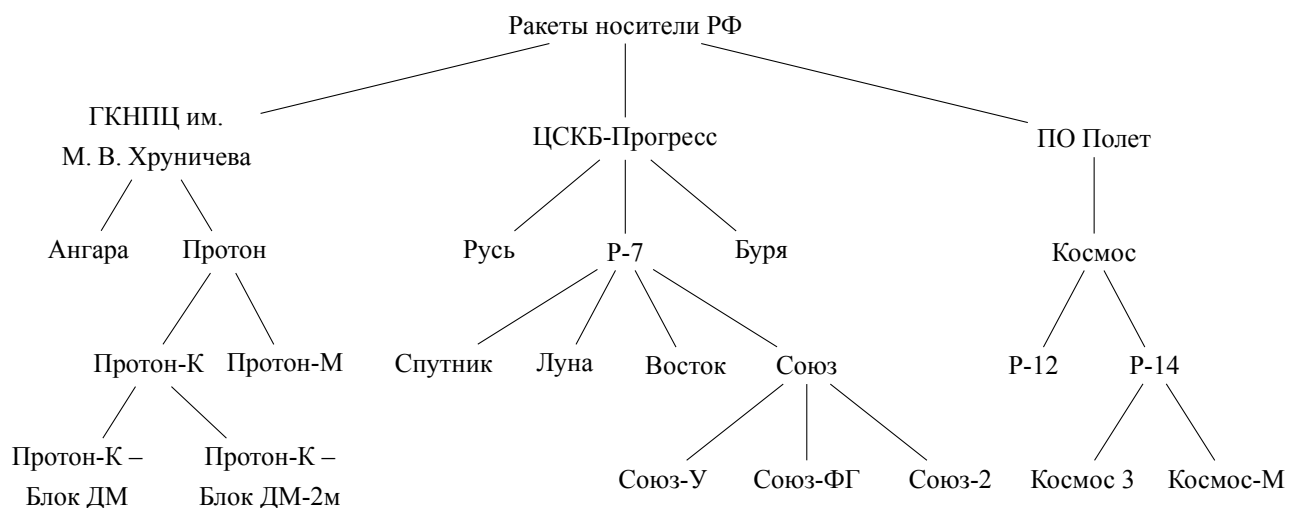 Ракеты носители РФ
ГКНПЦ им.
М. В. Хруничева
ЦСКБ-Прогресс
ПО Полет
Ангара
Протон
Русь
Р-7
Буря
Космос
Протон-К
Протон-М
Спутник
Луна
Восток
Союз
Р-12
Р-14
Протон-К –
Блок ДМ
Протон-К –
Блок ДМ-2м
Союз-У
Союз-ФГ
Союз-2
Космос 3
Космос-М